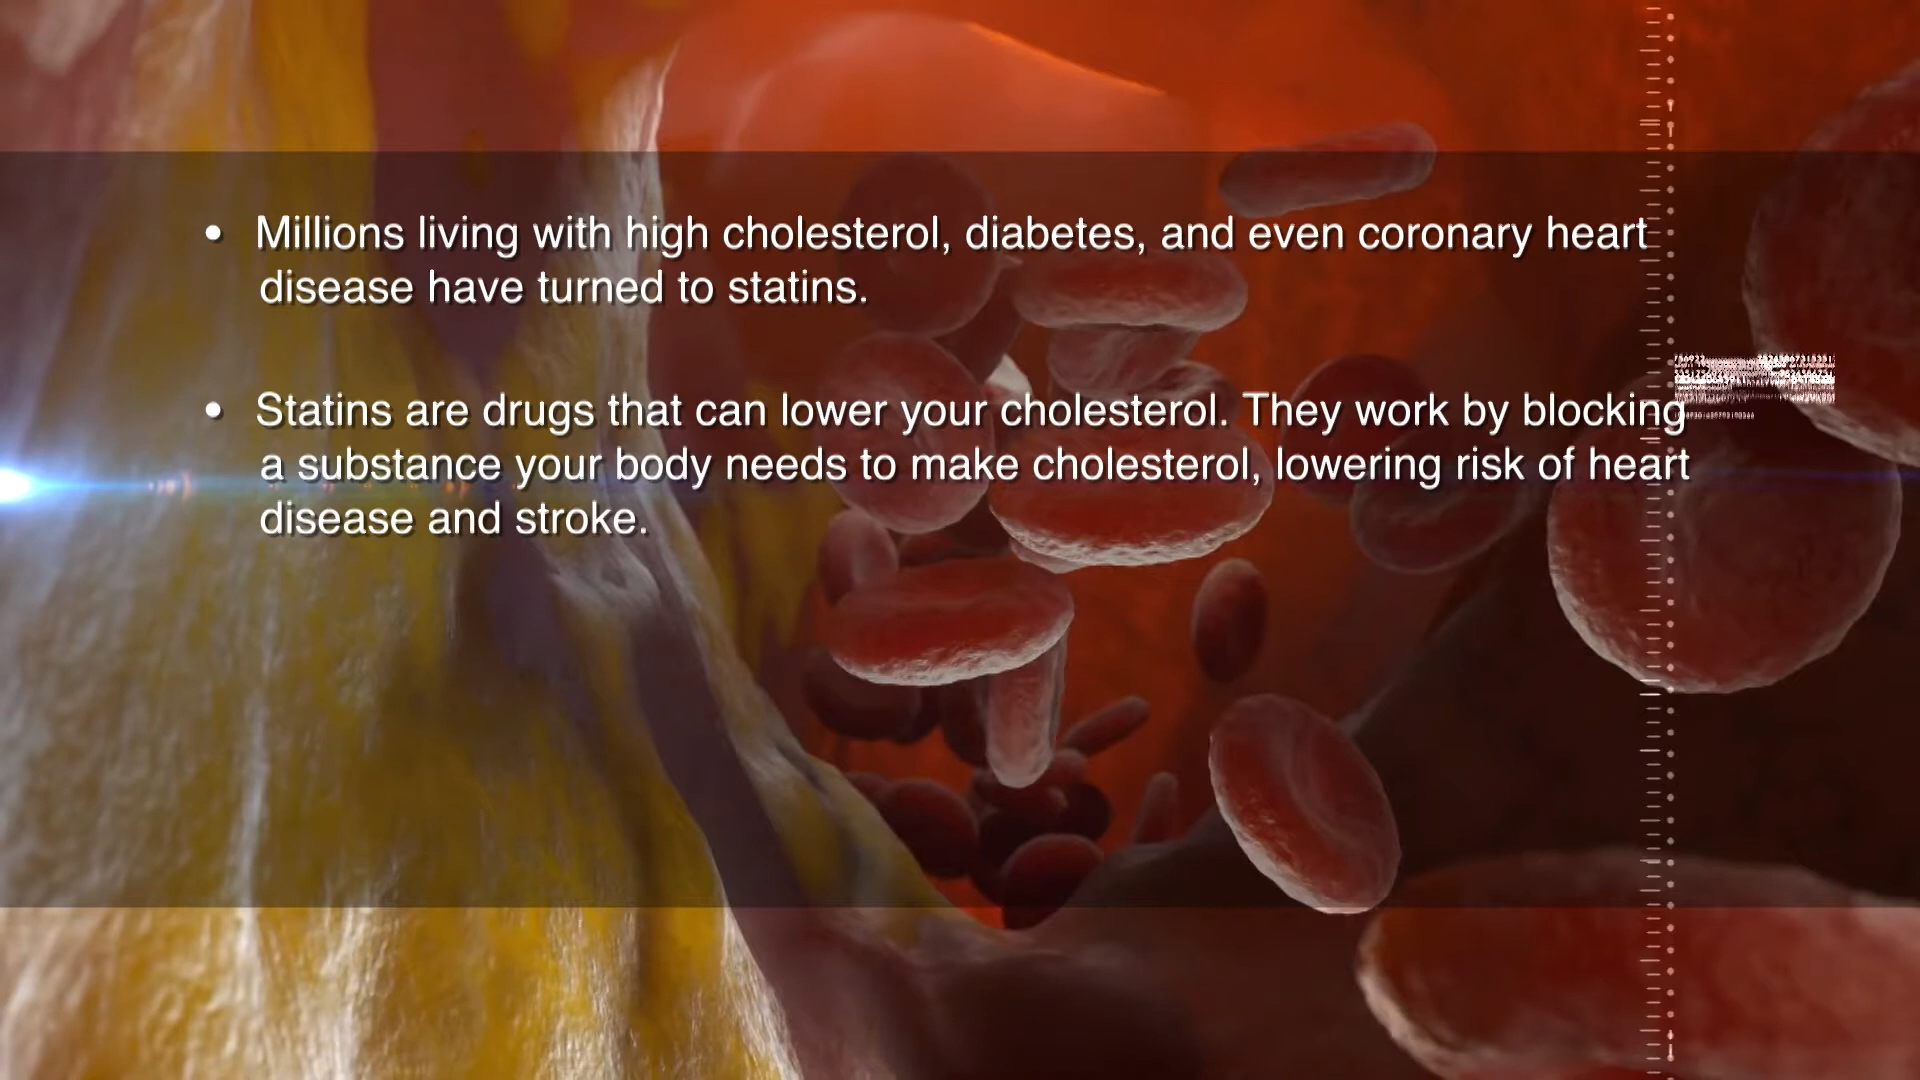 • Millions living with high cholesterol, diabetes, and even coronary heart
disease have turned to statins.
• Statins are drugs that can lower your cholesterol. They work by blocking
a substance your body needs to make cholesterol, lowering risk of heart
disease and stroke.